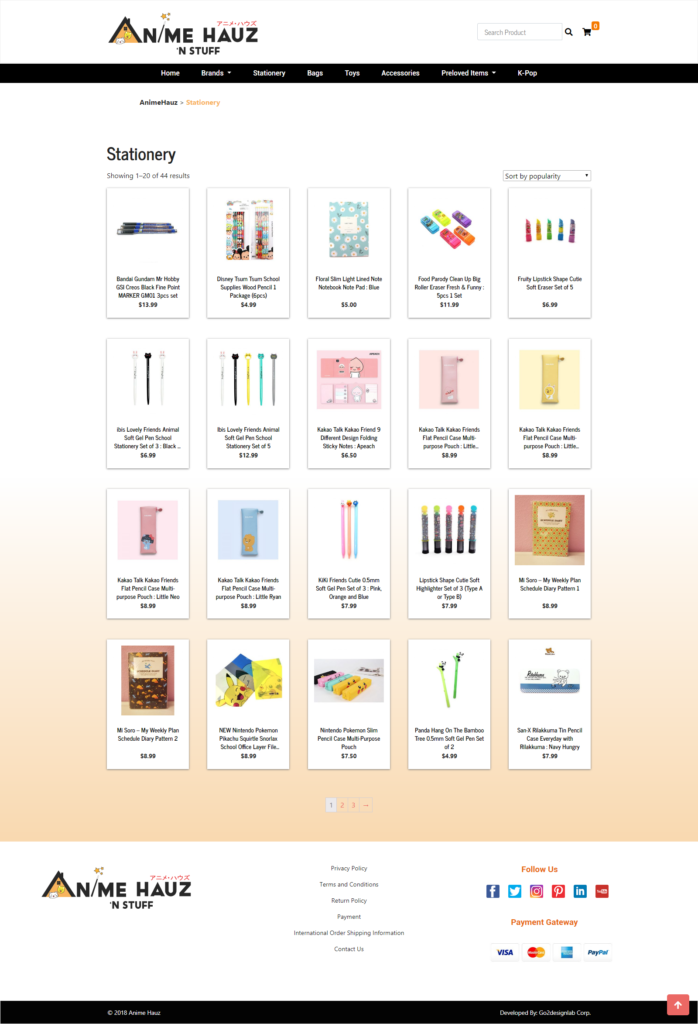 アニメ・ハウズ
ANIME HAUZ
'N STUFF
Search Product
0
Home Brands Stationery Bags Toys Accessories Preloved Items K-Pop
AnimeHauz > Stationery
Stationery
Showing 1–20 of 44 results
Sort by popularity
Bandai Gundam Mr Hobby
GSI Creos Black Fine Point
MARKER GM01 3pcs set
$13.99
Disney Tsum Tsum School
Supplies Wood Pencil 1
Package (6pcs)
$4.99
Floral Slim Light Lined Note
Notebook Note Pad : Blue
$5.00
Food Parody Clean Up Big
Roller Eraser Fresh & Funny :
5pcs 1 Set
$11.99
Fruity Lipstick Shape Cutie
Soft Eraser Set of 5
$6.99
Ibis Lovely Friends Animal
Soft Gel Pen School
Stationery Set of 3 : Black ..
$6.99
Ibis Lovely Friends Animal
Soft Gel Pen School
Stationery Set of 5
$12.99
Kakao Talk Kakao Friend 9
Different Design Folding
Sticky Notes : Apeach
$6.50
Kakao Talk Kakao Friends
Flat Pencil Case Multi-
purpose Pouch : Little..
$8.99
Kakao Talk Kakao Friends
Flat Pencil Case Multi-
purpose Pouch : Little..
$8.99
Kakao Talk Kakao Friends
Flat Pencil Case Multi-
purpose Pouch : Little Neo
$8.99
Kakao Talk Kakao Friends
Flat Pencil Case Multi-
purpose Pouch : Little Ryan
$8.99
KiKi Friends Cutie 0.5mm
Soft Gel Pen Set of 3 : Pink,
Orange and Blue
$7.99
Lipstick Shape Cutie Soft
Highlighter Set of 3 (Type A
or Type B)
$7.99
Mi Soro – My Weekly Plan
Schedule Diary Pattern 1
$8.99
Mi Soro – My Weekly Plan
Schedule Diary Pattern 2
$8.99
NEW Nintendo Pokemon
Pikachu Squirtle Snorlax
School Office Layer File..
$8.99
Nintendo Pokemon Slim
Pencil Case Multi-Purpose
Pouch
$7.50
Panda Hang On The Bamboo
Tree 0.5mm Soft Gel Pen Set
of 2
$4.99
Rilakkuma
San-X Rilakkuma Tin Pencil
Case Everyday with
Rilakkuma : Navy Hungry
$7.99
1 2 3 →
アニメ・ハウズ
ANIME HAUZ
'N STUFF
Privacy Policy
Terms and Conditions
Return Policy
Payment
International Order Shipping Information
Contact Us
Follow Us
Payment Gateway
VISA
PayPal
© 2018 Anime Hauz
Developed By: Go2designlab Corp.